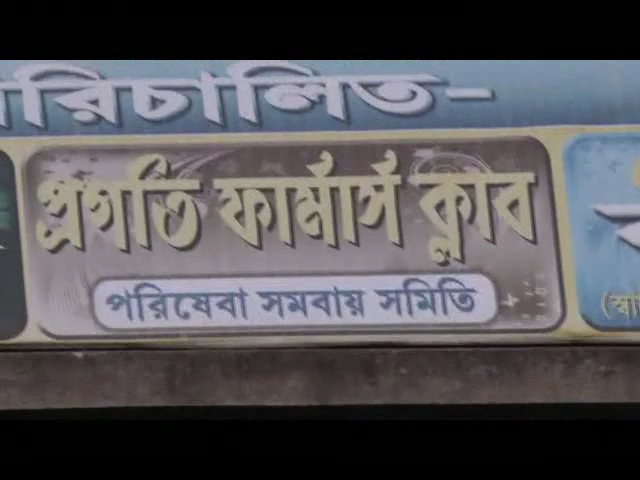 পরিচালিত-
প্রগতি ফার্মার্স ক্লাব
পরিষেবা সমবায় সমিতি